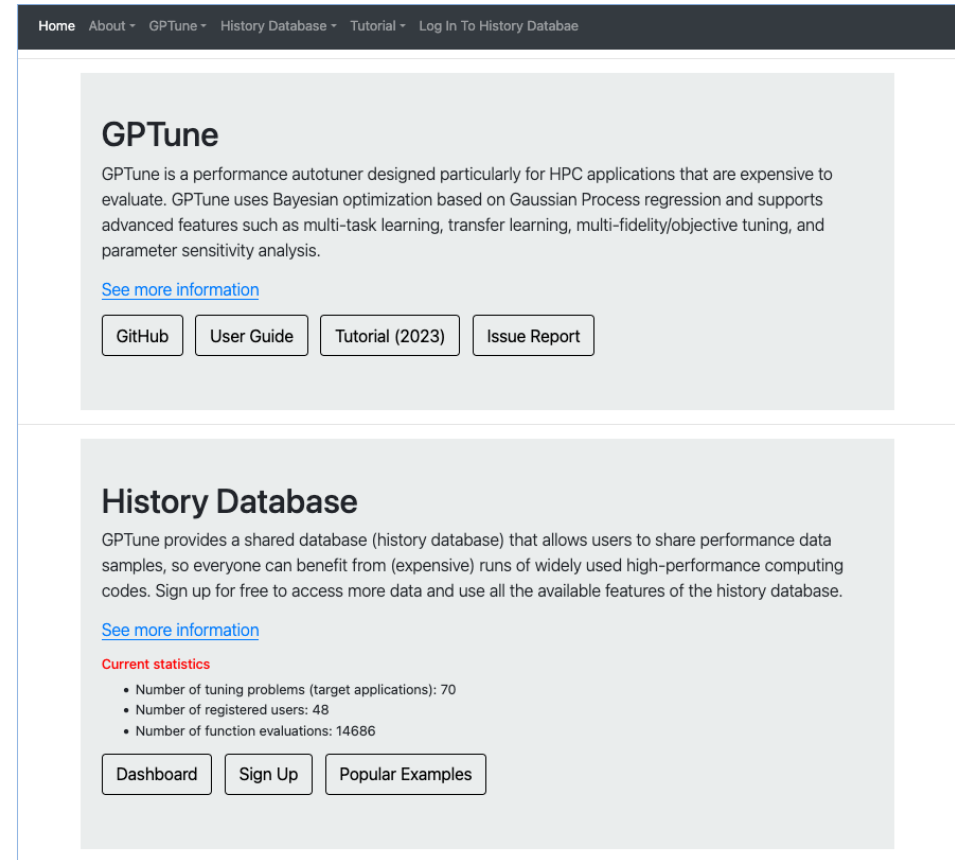 Home About GPTune History Database Tutorial Log In To History Databae
GPTune
GPTune is a performance autotuner designed particularly for HPC applications that are expensive to
evaluate. GPTune uses Bayesian optimization based on Gaussian Process regression and supports
advanced features such as multi-task learning, transfer learning, multi-fidelity/objective tuning, and
parameter sensitivity analysis.
See more information
GitHub User Guide Tutorial (2023) Issue Report
History Database
GPTune provides a shared database (history database) that allows users to share performance data
samples, so everyone can benefit from (expensive) runs of widely used high-performance computing
codes. Sign up for free to access more data and use all the available features of the history database.
See more information
Current statistics
• Number of tuning problems (target applications): 70
• Number of registered users: 48
• Number of function evaluations: 14686
Dashboard Sign Up Popular Examples